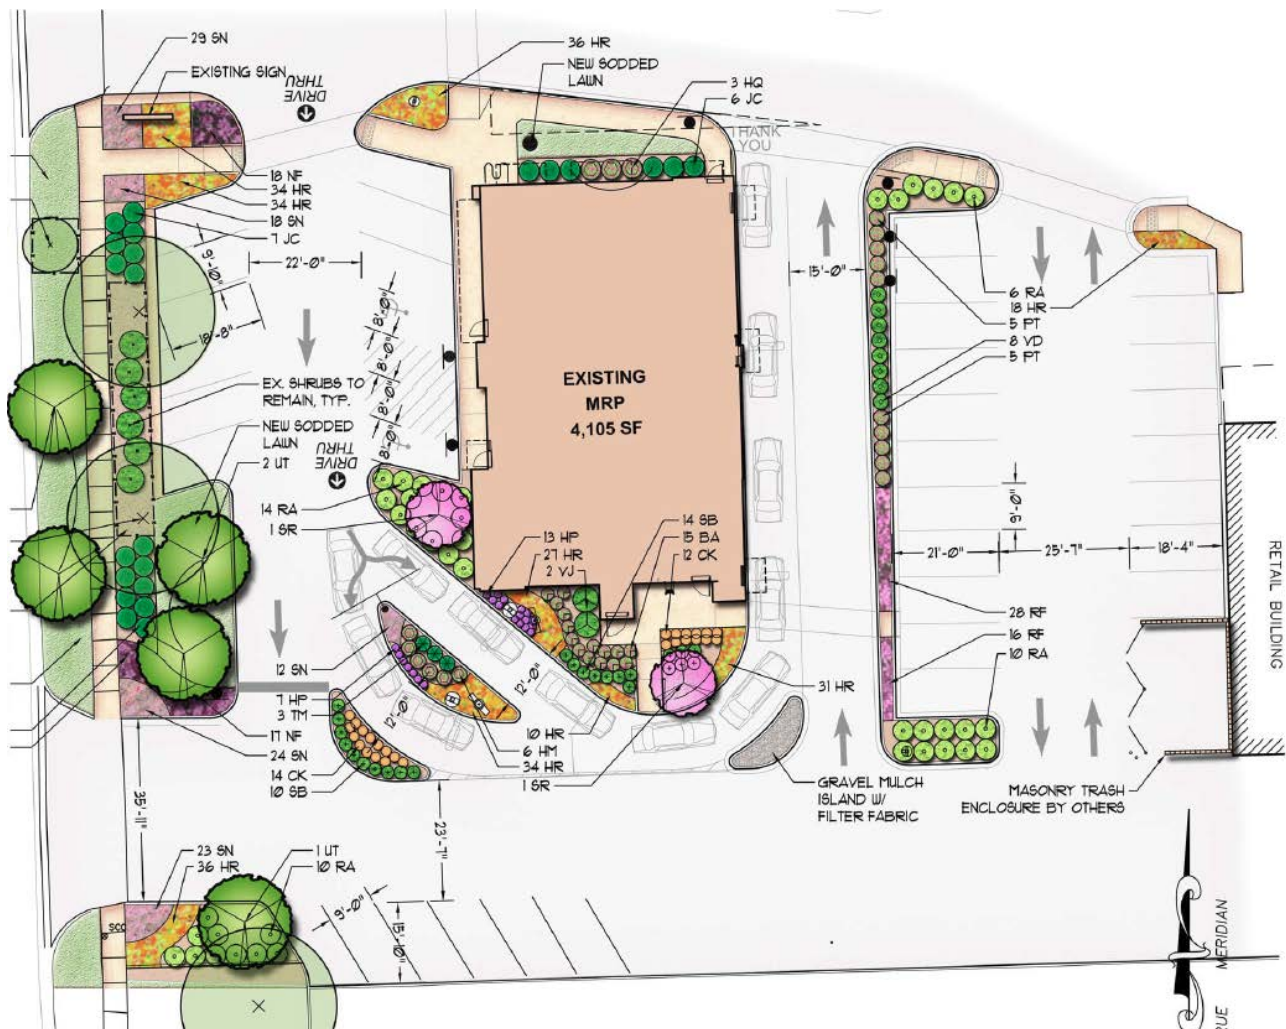 29 SN
EXISTING SIGN
DRIVE
THRU
36 HR
NEW SODDED
LAWN
3 HQ
6 JC
THANK
YOU
18 NF
34 HR
34 HR
18 SN
7 JC
9'-10"
18'-8"
22'-0"
8'-0"
8'-0"
8'-0"
8'-0"
EX. SHRUBS TO
REMAIN, TYP.
NEW SODDED
LAWN
2 UT
DRIVE
THRU
14 RA
1 SR
EXISTING
MRP
4,105 SF
15'-0"
6 RA
18 HR
5 PT
8 VD
5 PT
9'-0"
21'-0"
25'-7"
18'-4"
RETAIL BUILDING
13 HP
27 HR
2 VJ
14 SB
15 BA
12 CK
28 RF
16 RF
10 RA
12 SN
7 HP
3 TM
17 NF
24 SN
14 CK
10 SB
12'-0"
12'-0"
10 HR
6 HM
34 HR
1 SR
31 HR
GRAVEL MULCH
ISLAND W/
FILTER FABRIC
MASONRY TRASH
ENCLOSURE BY OTHERS
35'-11"
23'-7"
23 SN
36 HR
1 UT
10 RA
SCO
9'-0"
15'-10"
MERIDIAN